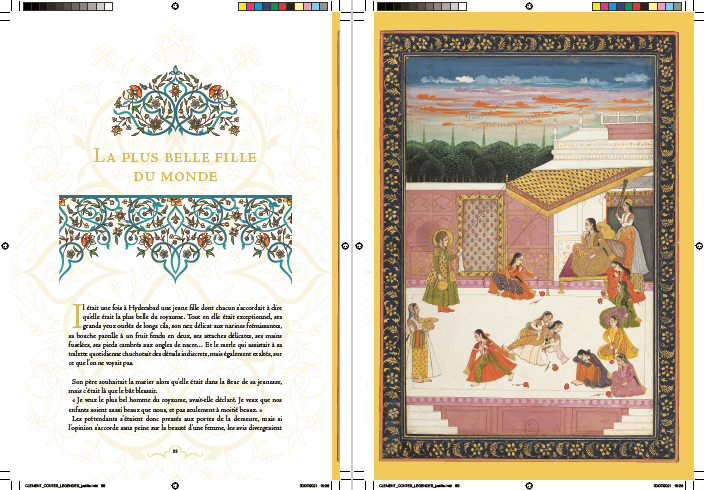 LA PLUS BELLE FILLE
DU MONDE
Il était une fois à Hyderabad une jeune fille dont chacun s'accordait à dire
qu'elle était la plus belle du royaume. Tout en elle était exceptionnel, ses
grands yeux ourlés de longs cils, son nez délicat aux narines frémissantes,
sa bouche pareille à un fruit fendu en deux, ses attaches délicates, ses mains
fuselées, ses pieds cambrés aux ongles de nacre... Et le merle qui assistait à sa
toilette quotidienne chuchotait des détails indiscrets, mais également exaltés, sur
ce que l'on ne voyait pas.
Son père souhaitait la marier alors qu'elle était dans la fleur de sa jeunesse,
mais c'était là que le bât blessait.
« Je veux le plus bel homme du royaume, avait-elle déclaré. Je veux que nos
enfants soient aussi beaux que nous, et pas seulement à moitié beaux. »
Les prétendants s'étaient donc pressés aux portes de la demeure, mais si
l'opinion s'accorde sans peine sur la beauté d'une femme, les avis divergeaient
88